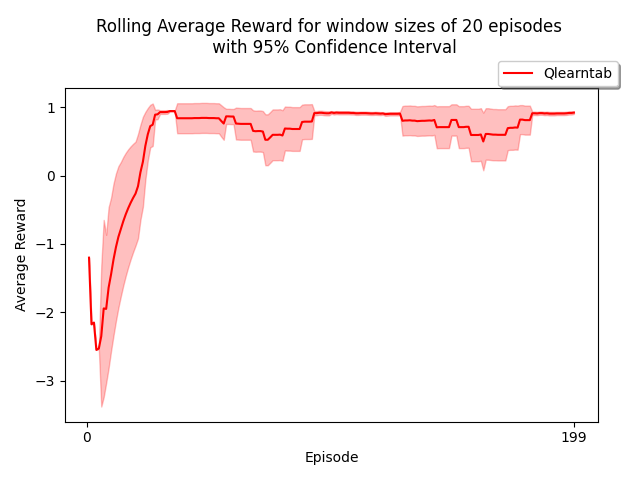 Rolling Average Reward for window sizes of 20 episodes
with 95% Confidence Interval
Qlearntab
1
0
−1
−2
−3
Average Reward
0
199
Episode